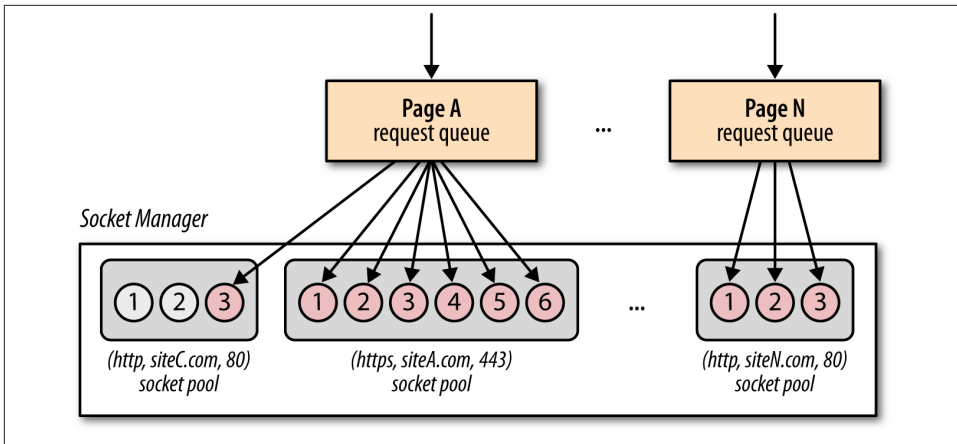 Page A
request queue
...
Page N
request queue
Socket Manager
1 2 3
1 2 3 4 5 6
...
1 2 3
(http, siteC.com, 80)
socket pool
(https, siteA.com, 443)
socket pool
(http, siteN.com, 80)
socket pool